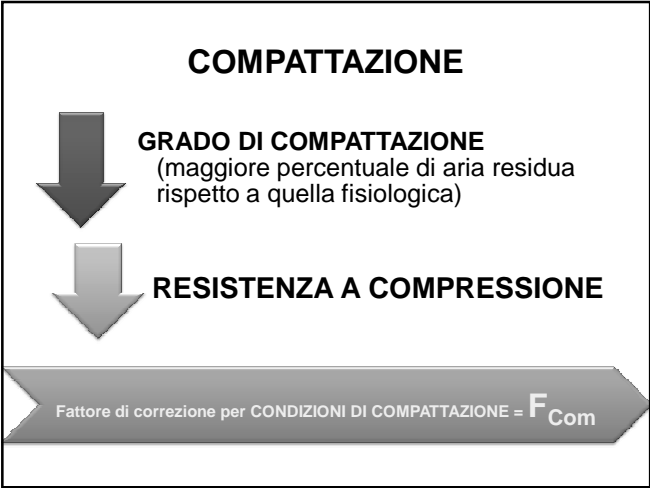 COMPATTAZIONE
GRADO DI COMPATTAZIONE
(maggiore percentuale di aria residua
rispetto a quella fisiologica)
RESISTENZA A COMPRESSIONE
Fattore di correzione per CONDIZIONI DI COMPATTAZIONE = FCom